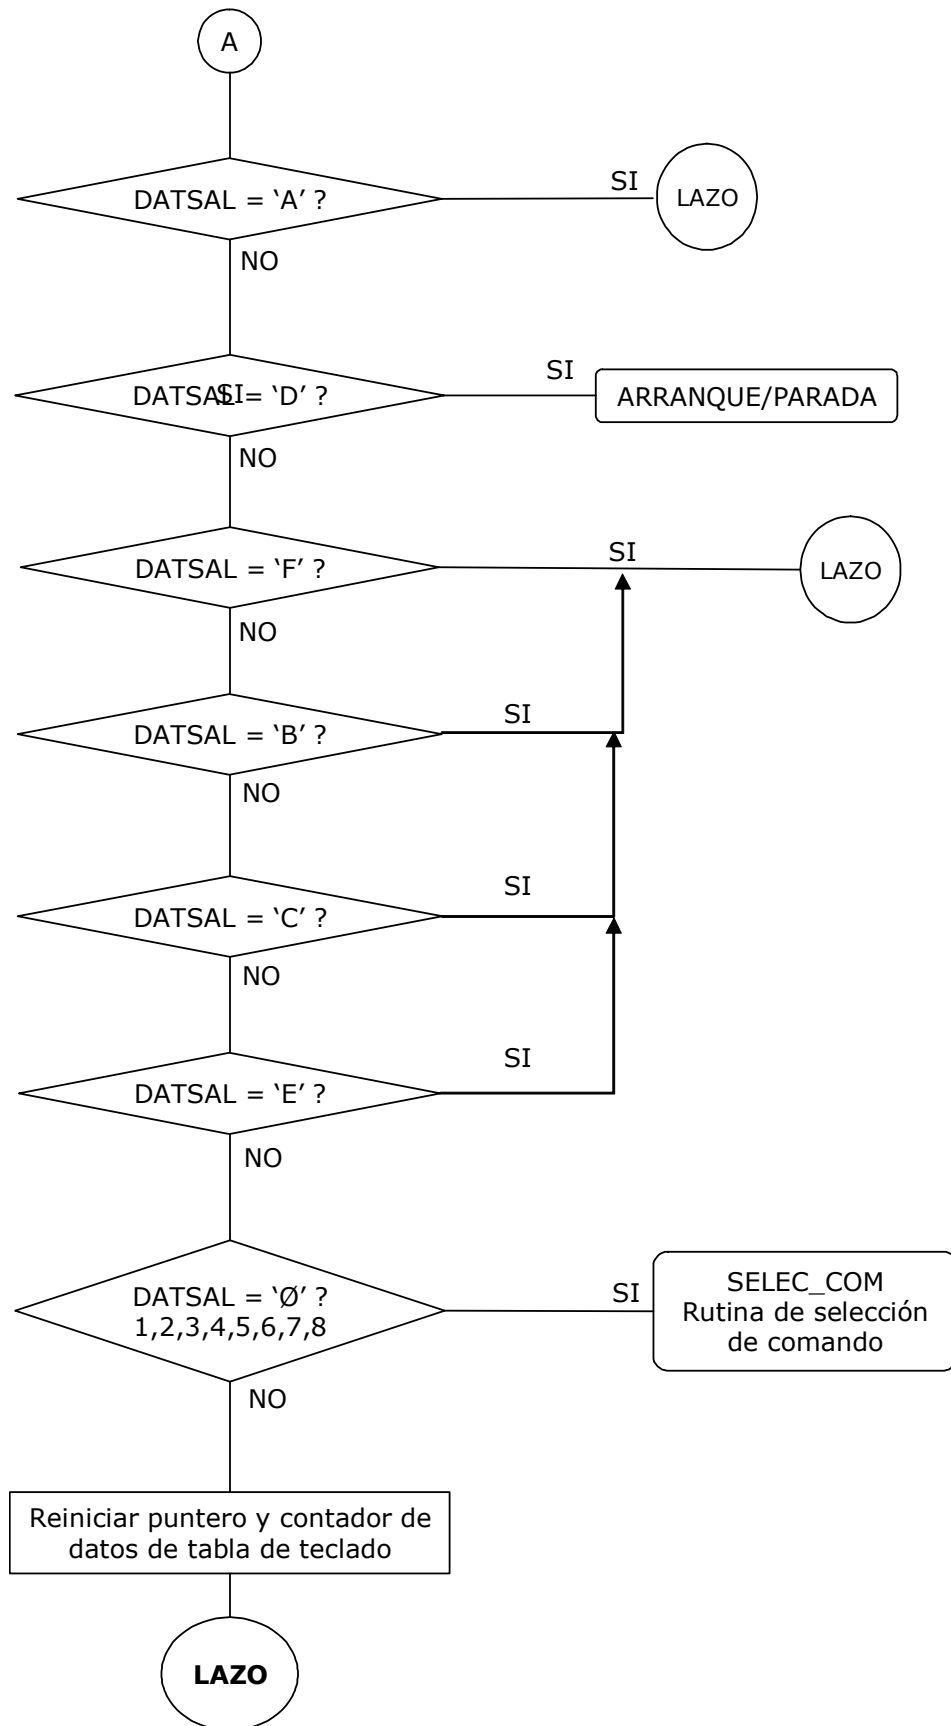 A
DATSAL = ‘A’ ?
SI
LAZO
NO
DATSAL = ‘D’ ?
SI
SI
ARRANQUE/PARADA
NO
DATSAL = ‘F’ ?
SI
LAZO
NO
DATSAL = ‘B’ ?
SI
NO
DATSAL = ‘C’ ?
SI
NO
DATSAL = ‘E’ ?
SI
NO
DATSAL = ‘Ø’ ?
1,2,3,4,5,6,7,8
SI
SELEC_COM
Rutina de selección
de comando
NO
Reiniciar puntero y contador de
datos de tabla de teclado
LAZO